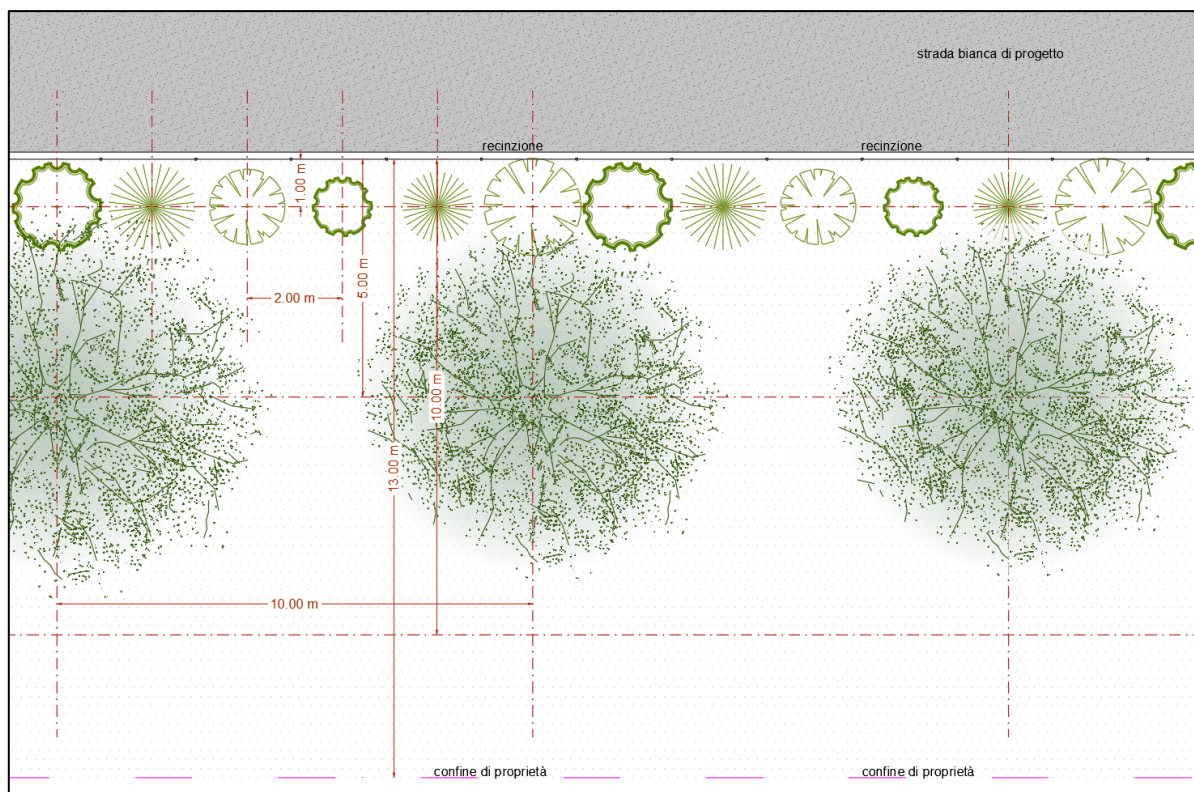 strada bianca di progetto
recinzione
recinzione
1.00 m
5.00 m
2.00 m
10.00 m
13.00 m
10.00 m
confine di proprietà
confine di proprietà